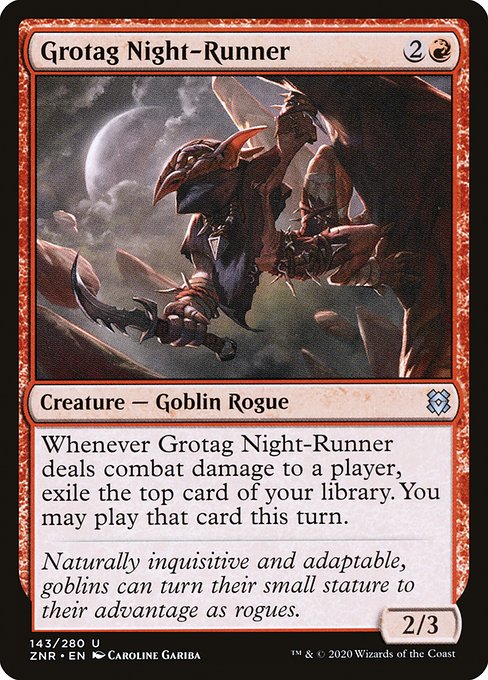 Grotag Night-Runner 2
Creature — Goblin Rogue
Whenever Grotag Night-Runner
deals combat damage to a player,
exile the top card of your library. You
may play that card this turn.
Naturally inquisitive and adaptable,
goblins can turn their small stature to
their advantage as rogues.
2/3
143/280 U
ZNR • EN Caroline Gariba
™ & © 2020 Wizards of the Coast